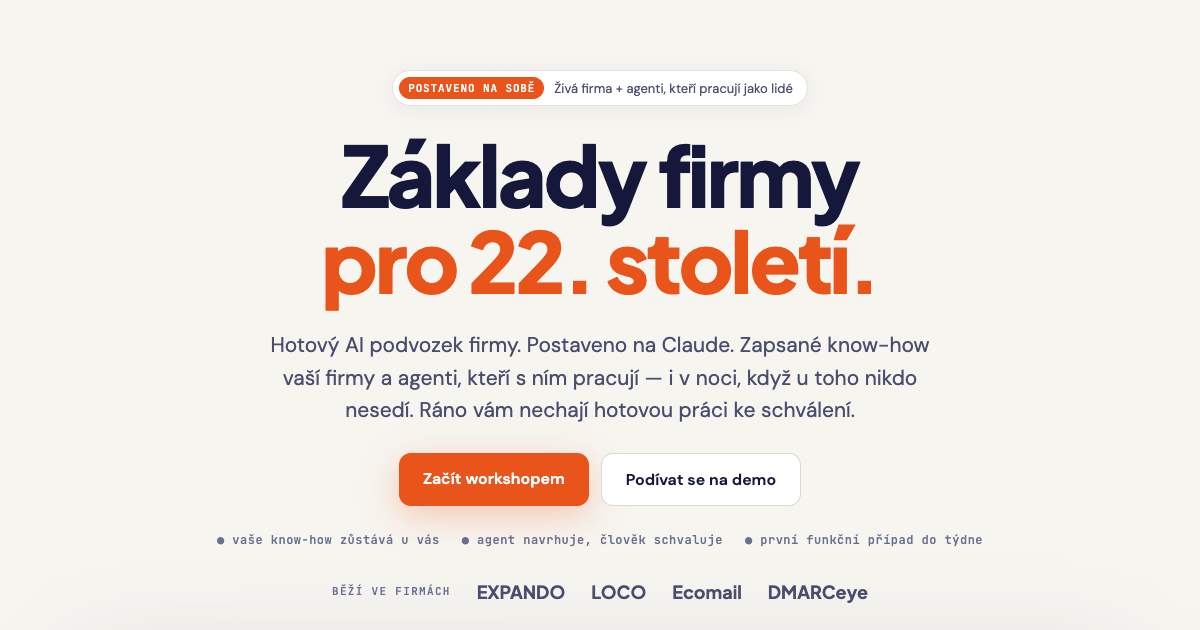 POSTAVENO NA SOBĚ Živá firma + agenti, kteří pracují jako lidé
Základy firmy
pro 22. století.
Hotový AI podvozek firmy. Postaveno na Claude. Zapsané know-how
vaší firmy a agenti, kteří s ním pracují — i v noci, když u toho nikdo
nesedí. Ráno vám nechají hotovou práci ke schválení.
Začít workshopem Podívat se na demo
● vaše know-how zůstává u vás ● agent navrhuje, člověk schvaluje ● první funkční případ do týdne
BĚŽÍ VE FIRMÁCH EXPANDO LOCO Ecomail DMARCeye